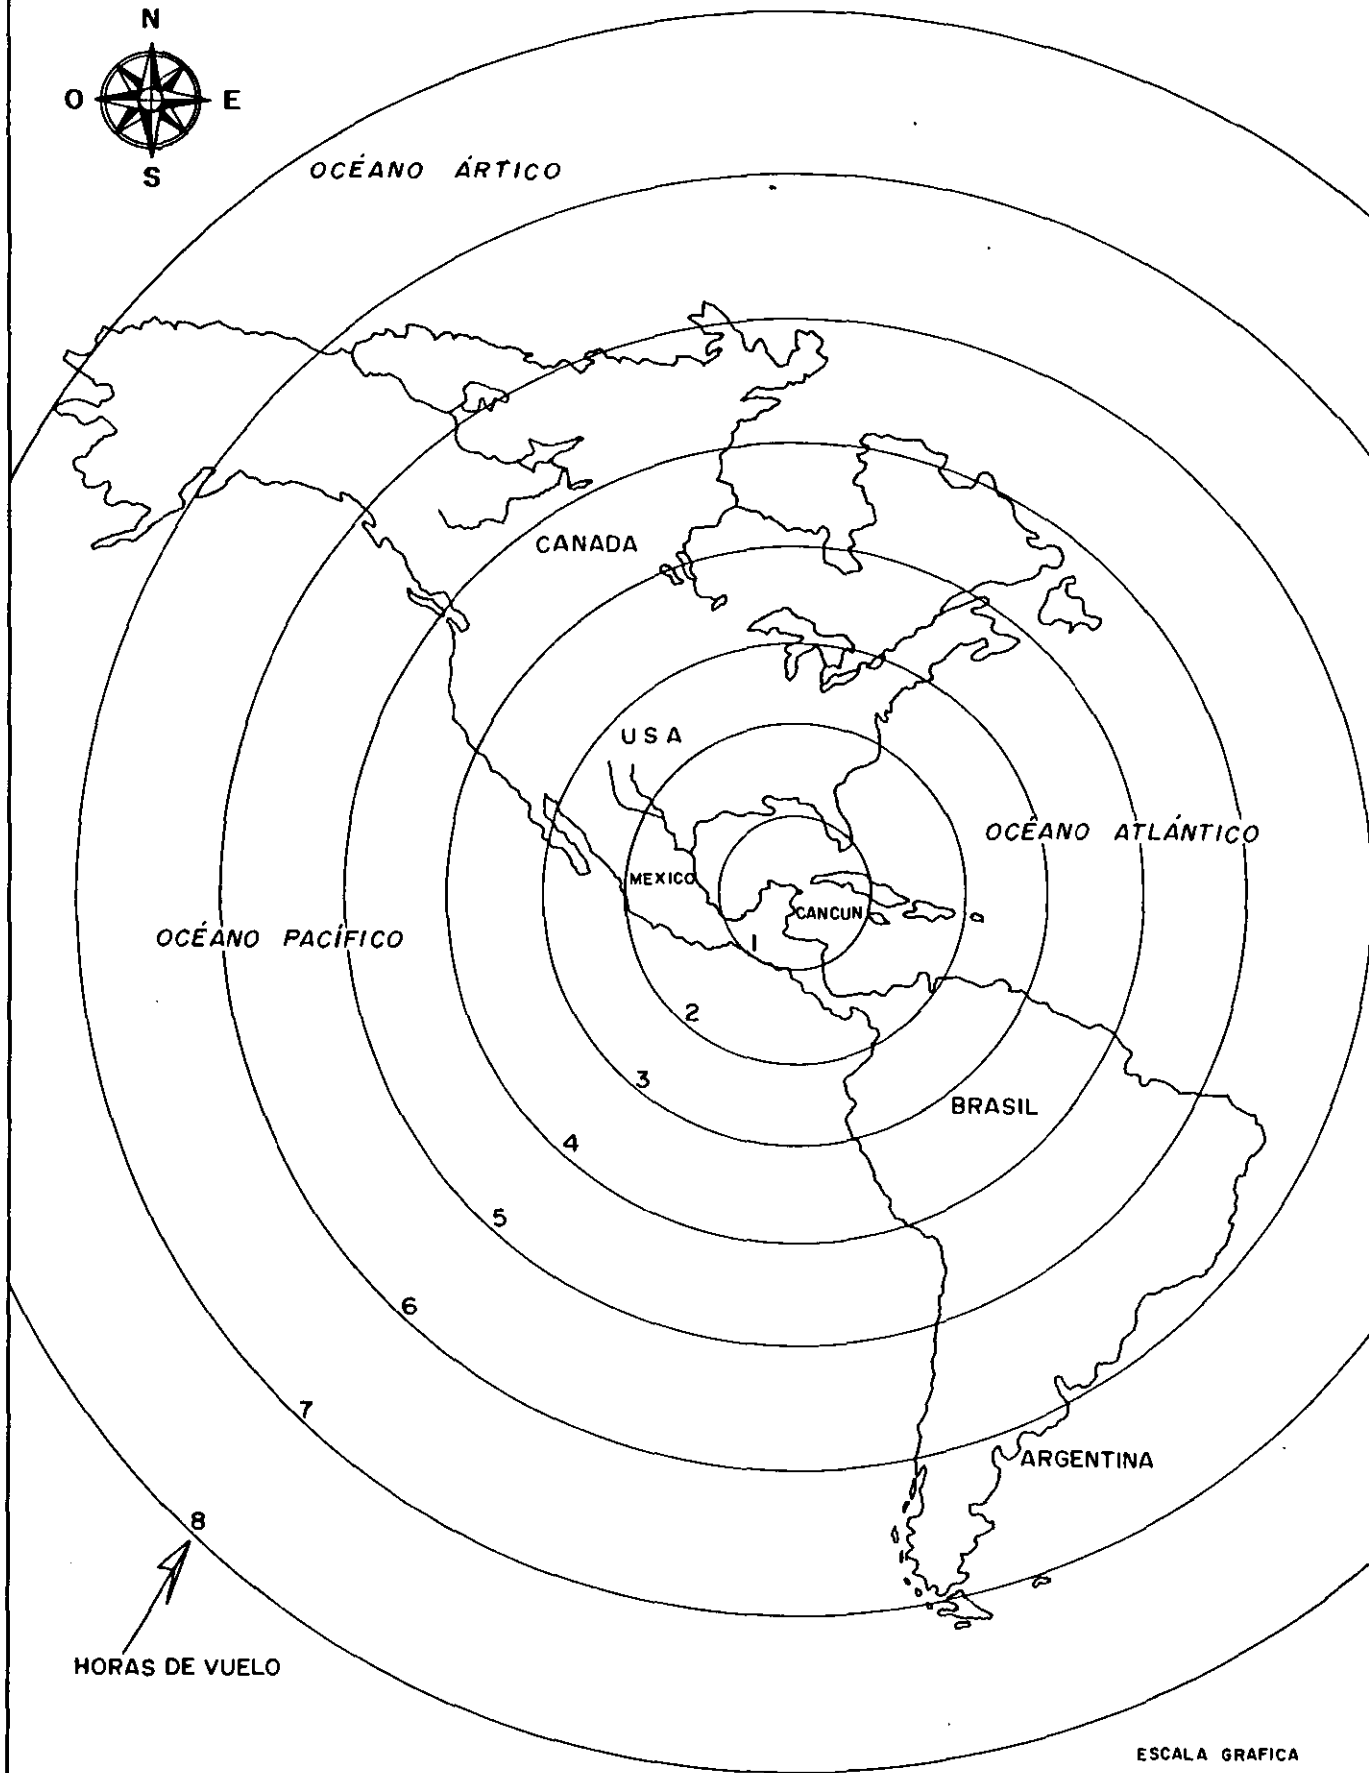 N
O E
S
OCÉANO ÁRTICO
CANADA
USA
OCÉANO ATLÁNTICO
MEXICO
CANCUN
OCÉANO PACÍFICO
1
2
3
BRASIL
4
5
6
7
ARGENTINA
8
HORAS DE VUELO
ESCALA GRAFICA